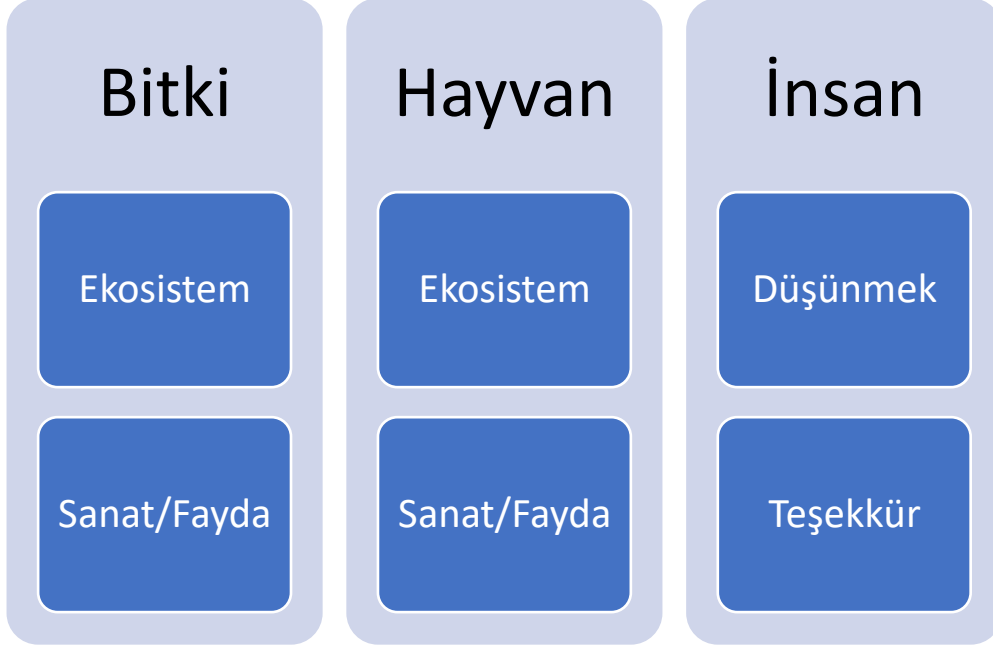 Bitki
Ekosistem
Sanat/Fayda
Hayvan
Ekosistem
Sanat/Fayda
İnsan
Düşünmek
Teşekkür